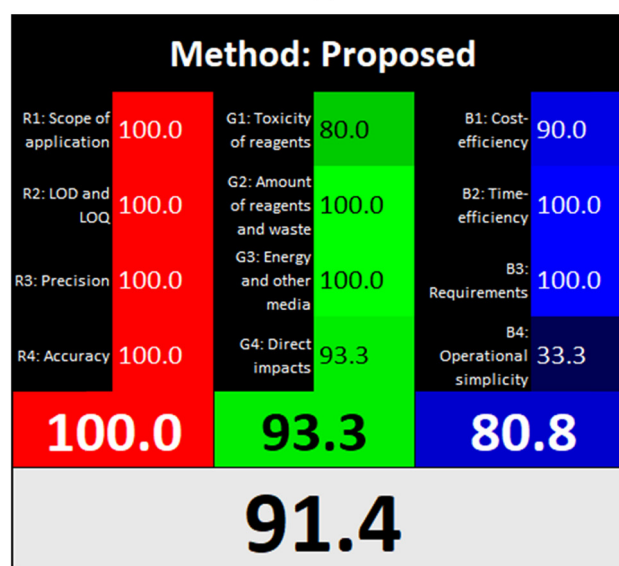 Method: Proposed
R1: Scope of
application
100.0
G1: Toxicity
of reagents
80.0
B1: Cost-
efficiency
90.0
R2: LOD and
LOQ
100.0
G2: Amount
of reagents
and waste
100.0
B2: Time-
efficiency
100.0
R3: Precision
100.0
G3: Energy
and other
media
100.0
B3:
Requirements
100.0
R4: Accuracy
100.0
G4: Direct
impacts
93.3
B4:
Operational
simplicity
33.3
100.0
93.3
80.8
91.4